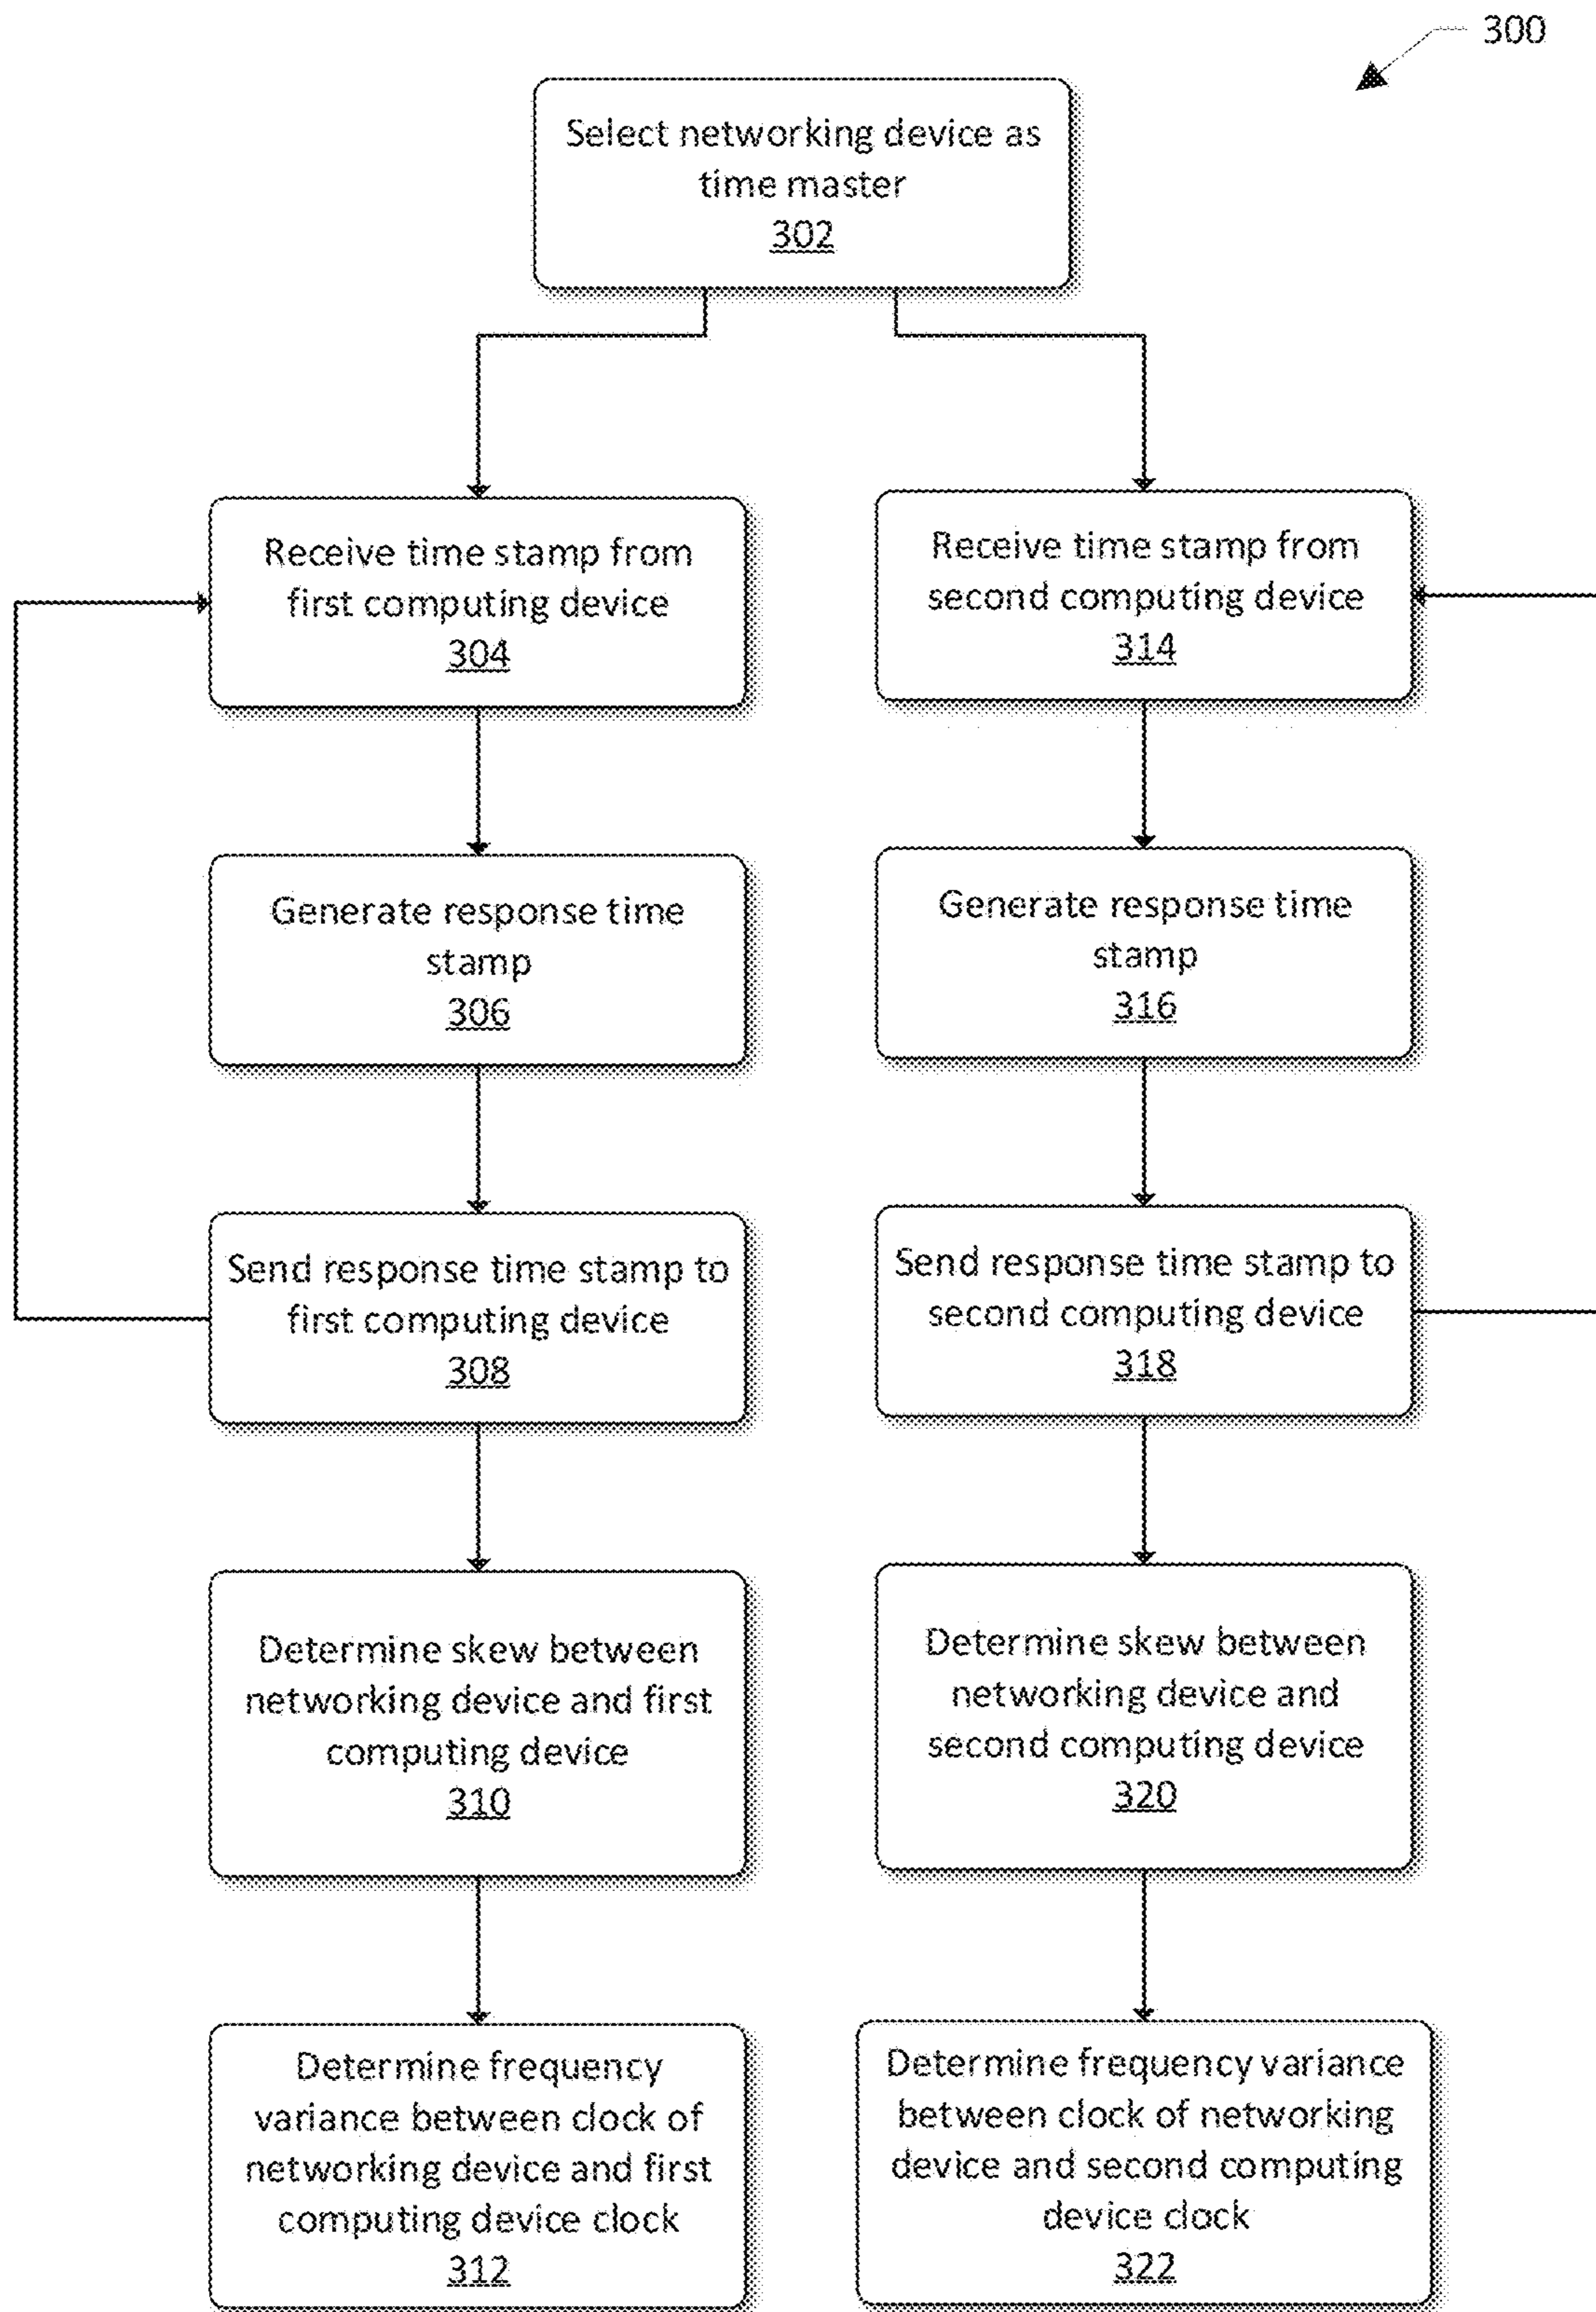 300
Select networking device as
time master
302
Receive time stamp from
first computing device
304
Generate response time
stamp
306
Send response time stamp to
first computing device
308
Determine skew between
networking device and first
computing device
310
Determine frequency
variance between clock of
networking device and first
computing device clock
312
Receive time stamp from
second computing device
314
Generate response time
stamp
316
Send response time stamp to
second computing device
318
Determine skew between
networking device and
second computing device
320
Determine frequency variance
between clock of networking
device and second computing
device clock
322